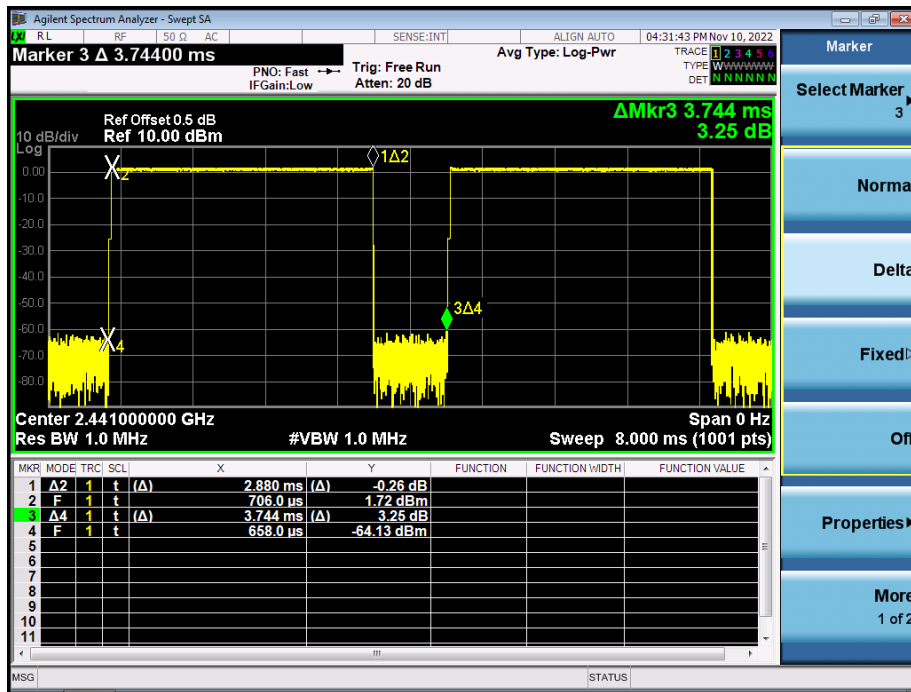 Agilent Spectrum Analyzer - Swept SA
LXI RL RF 50 Ω AC SENSE:INT ALIGN AUTO 04:31:43 PM Nov 10, 2022
Marker 3 Δ 3.74400 ms
PNO: Fast
IFGain:Low
Trig: Free Run
Atten: 20 dB
Avg Type: Log-Pwr
TRACE 1 2 3 4 5 6
TYPE W W W W W W
DET N N N N N N
ΔMkr3 3.744 ms
3.25 dB
Ref Offset 0.5 dB
10 dB/div Ref 10.00 dBm
Log
0.00
-10.0
-20.0
-30.0
-40.0
-50.0
-60.0
-70.0
-80.0
2
1Δ2
3Δ4
4
Center 2.441000000 GHz Span 0 Hz
Res BW 1.0 MHz #VBW 1.0 MHz Sweep 8.000 ms (1001 pts)
MKR MODE TRC SCL X Y FUNCTION FUNCTION WIDTH FUNCTION VALUE
1 Δ2 1 t (Δ) 2.880 ms (Δ) -0.26 dB
2 F 1 t 706.0 µs 1.72 dBm
3 Δ4 1 t (Δ) 3.744 ms (Δ) 3.25 dB
4 F 1 t 658.0 µs -64.13 dBm
5
6
7
8
9
10
11
MSG STATUS
Marker
Select Marker
3
Norma
Delta
Fixed
Off
Properties
More
1 of 2